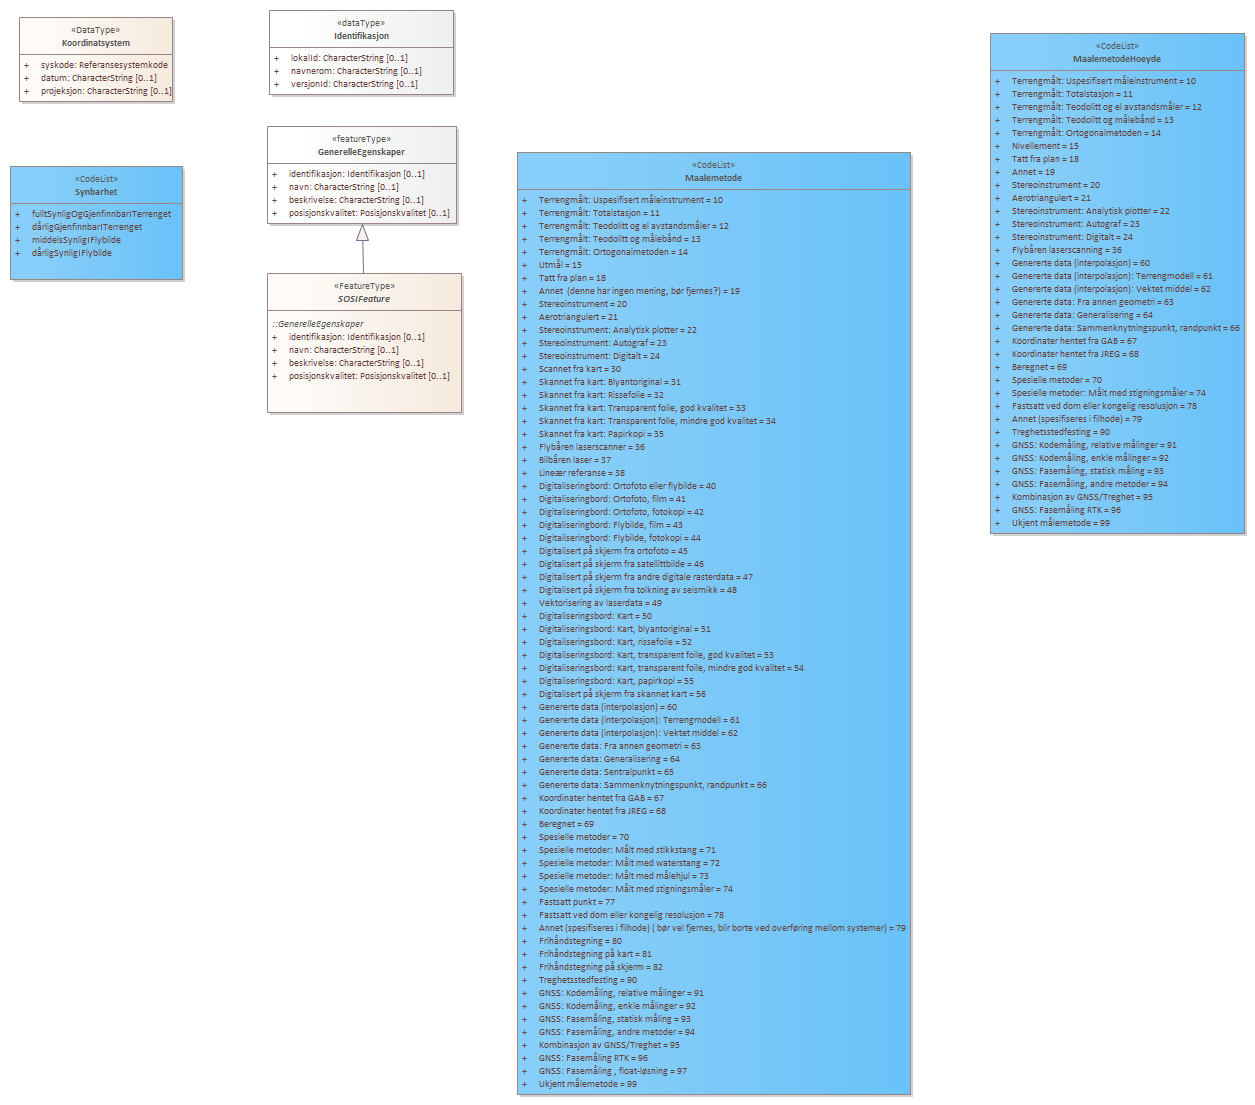 «DataType»
Koordinatsystem
+ syskode: Referansesystemkode
+ datum: CharacterString [0..1]
+ projeksjon: CharacterString [0..1]
«CodeList»
Synbarhet
+ fulltSynligOgGjenfinnbarITerrenget
+ dårligGjenfinnbarITerrenget
+ middelsSynligIFlybilde
+ dårligSynligIFlybilde
«dataType»
Identifikasjon
+ lokalId: CharacterString [0..1]
+ navnerom: CharacterString [0..1]
+ versjonId: CharacterString [0..1]
«featureType»
GenerelleEgenskaper
+ identifikasjon: Identifikasjon [0..1]
+ navn: CharacterString [0..1]
+ beskrivelse: CharacterString [0..1]
+ posisjonskvalitet: Posisjonskvalitet [0..1]
«FeatureType»
SOSIFeature
::GenerelleEgenskaper
+ identifikasjon: Identifikasjon [0..1]
+ navn: CharacterString [0..1]
+ beskrivelse: CharacterString [0..1]
+ posisjonskvalitet: Posisjonskvalitet [0..1]
«CodeList»
Maalemetode
+ Terrengmålt: Uspesifisert måleinstrument = 10
+ Terrengmålt: Totalstasjon = 11
+ Terrengmålt: Teodolitt og el avstandsmåler = 12
+ Terrengmålt: Teodolitt og målebånd = 13
+ Terrengmålt: Ortogonalmetoden = 14
+ Utmål = 15
+ Tatt fra plan = 18
+ Annet (denne har ingen mening, bør fjernes?) = 19
+ Stereoinstrument = 20
+ Aerotriangulert = 21
+ Stereoinstrument: Analytisk plotter = 22
+ Stereoinstrument: Autograf = 23
+ Stereoinstrument: Digitalt = 24
+ Scannet fra kart = 30
+ Skannet fra kart: Blyantoriginal = 31
+ Skannet fra kart: Rissefolie = 32
+ Skannet fra kart: Transparent folie, god kvalitet = 33
+ Skannet fra kart: Transparent folie, mindre god kvalitet = 34
+ Skannet fra kart: Papirkopi = 35
+ Flybåren laserscanner = 36
+ Bilbåren laser = 37
+ Lineær referanse = 38
+ Digitaliseringbord: Ortofoto eller flybilde = 40
+ Digitaliseringbord: Ortofoto, film = 41
+ Digitaliseringbord: Ortofoto, fotokopi = 42
+ Digitaliseringbord: Flybilde, film = 43
+ Digitaliseringbord: Flybilde, fotokopi = 44
+ Digitalisert på skjerm fra ortofoto = 45
+ Digitalisert på skjerm fra satellittbilde = 46
+ Digitalisert på skjerm fra andre digitale rasterdata = 47
+ Digitalisert på skjerm fra tolkning av seismikk = 48
+ Vektorisering av laserdata = 49
+ Digitaliseringsbord: Kart = 50
+ Digitaliseringsbord: Kart, blyantoriginal = 51
+ Digitaliseringsbord: Kart, rissefoile = 52
+ Digitaliseringsbord: Kart, transparent foile, god kvalitet = 53
+ Digitaliseringsbord: Kart, transparent foile, mindre god kvalitet = 54
+ Digitaliseringsbord: Kart, papirkopi = 55
+ Digitalisert på skjerm fra skannet kart = 56
+ Genererte data (interpolasjon) = 60
+ Genererte data (interpolasjon): Terrengmodell = 61
+ Genererte data (interpolasjon): Vektet middel = 62
+ Genererte data: Fra annen geometri = 63
+ Genererte data: Generalisering = 64
+ Genererte data: Sentralpunkt = 65
+ Genererte data: Sammenknytningspunkt, randpunkt = 66
+ Koordinater hentet fra GAB = 67
+ Koordinater hentet fra JREG = 68
+ Beregnet = 69
+ Spesielle metoder = 70
+ Spesielle metoder: Målt med stikkstang = 71
+ Spesielle metoder: Målt med waterstang = 72
+ Spesielle metoder: Målt med målehjul = 73
+ Spesielle metoder: Målt med stigningsmåler = 74
+ Fastsatt punkt = 77
+ Fastsatt ved dom eller kongelig resolusjon = 78
+ Annet (spesifiseres i filhode) ( bør vel fjernes, blir borte ved overføring mellom systemer) = 79
+ Frihåndstegning = 80
+ Frihåndstegning på kart = 81
+ Frihåndstegning på skjerm = 82
+ Treghetsstedfesting = 90
+ GNSS: Kodemåling, relative målinger = 91
+ GNSS: Kodemåling, enkle målinger = 92
+ GNSS: Fasemåling, statisk måling = 93
+ GNSS: Fasemåling, andre metoder = 94
+ Kombinasjon av GNSS/Treghet = 95
+ GNSS: Fasemåling RTK = 96
+ GNSS: Fasemåling , float-løsning = 97
+ Ukjent målemetode = 99
«CodeList»
MaalemetodeHoeyde
+ Terrengmålt: Uspesifisert måleinstrument = 10
+ Terrengmålt: Totalstasjon = 11
+ Terrengmålt: Teodolitt og el avstandsmåler = 12
+ Terrengmålt: Teodolitt og målebånd = 13
+ Terrengmålt: Ortogonalmetoden = 14
+ Nivellement = 15
+ Tatt fra plan = 18
+ Annet = 19
+ Stereoinstrument = 20
+ Aerotriangulert = 21
+ Stereoinstrument: Analytisk plotter = 22
+ Stereoinstrument: Autograf = 23
+ Stereoinstrument: Digitalt = 24
+ Flybåren laserscanning = 36
+ Genererte data (interpolasjon) = 60
+ Genererte data (interpolasjon): Terrengmodell = 61
+ Genererte data (interpolasjon): Vektet middel = 62
+ Genererte data: Fra annen geometri = 63
+ Genererte data: Generalisering = 64
+ Genererte data: Sammenknytningspunkt, randpunkt = 66
+ Koordinater hentet fra GAB = 67
+ Koordinater hentet fra JREG = 68
+ Beregnet = 69
+ Spesielle metoder = 70
+ Spesielle metoder: Målt med stigningsmåler = 74
+ Fastsatt ved dom eller kongelig resolusjon = 78
+ Annet (spesifiseres i filhode) = 79
+ Treghetsstedfesting = 90
+ GNSS: Kodemåling, relative målinger = 91
+ GNSS: Kodemåling, enkle målinger = 92
+ GNSS: Fasemåling, statisk måling = 93
+ GNSS: Fasemåling, andre metoder = 94
+ Kombinasjon av GNSS/Treghet = 95
+ GNSS: Fasemåling RTK = 96
+ Ukjent målemetode = 99